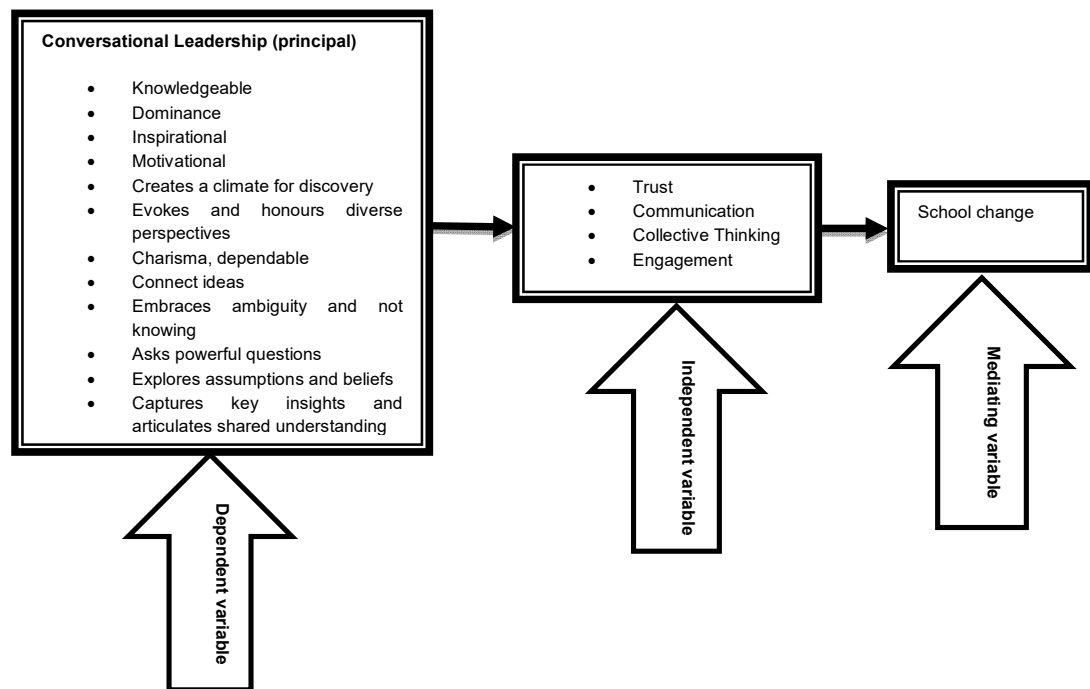 Conversational Leadership (principal)
• Knowledgeable
• Dominance
• Inspirational
• Motivational
• Creates a climate for discovery
• Evokes and honours diverse
perspectives
• Charisma, dependable
• Connect ideas
• Embraces ambiguity and not
knowing
• Asks powerful questions
• Explores assumptions and beliefs
• Captures key insights and
articulates shared understanding
• Trust
• Communication
• Collective Thinking
• Engagement
School change
Dependent variable
Independent variable
Mediating variable